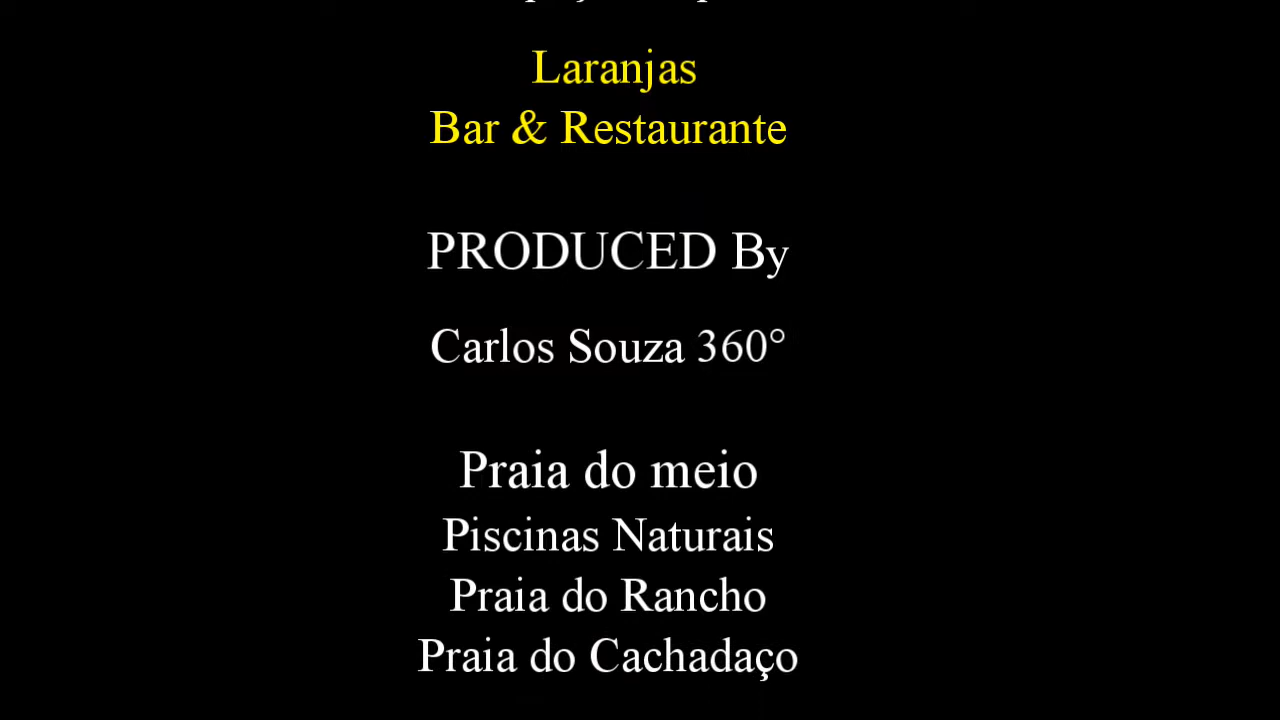 Laranjas
Bar & Restaurante
PRODUCED By
Carlos Souza 360°
Praia do meio
Piscinas Naturais
Praia do Rancho
Praia do Cachadaço